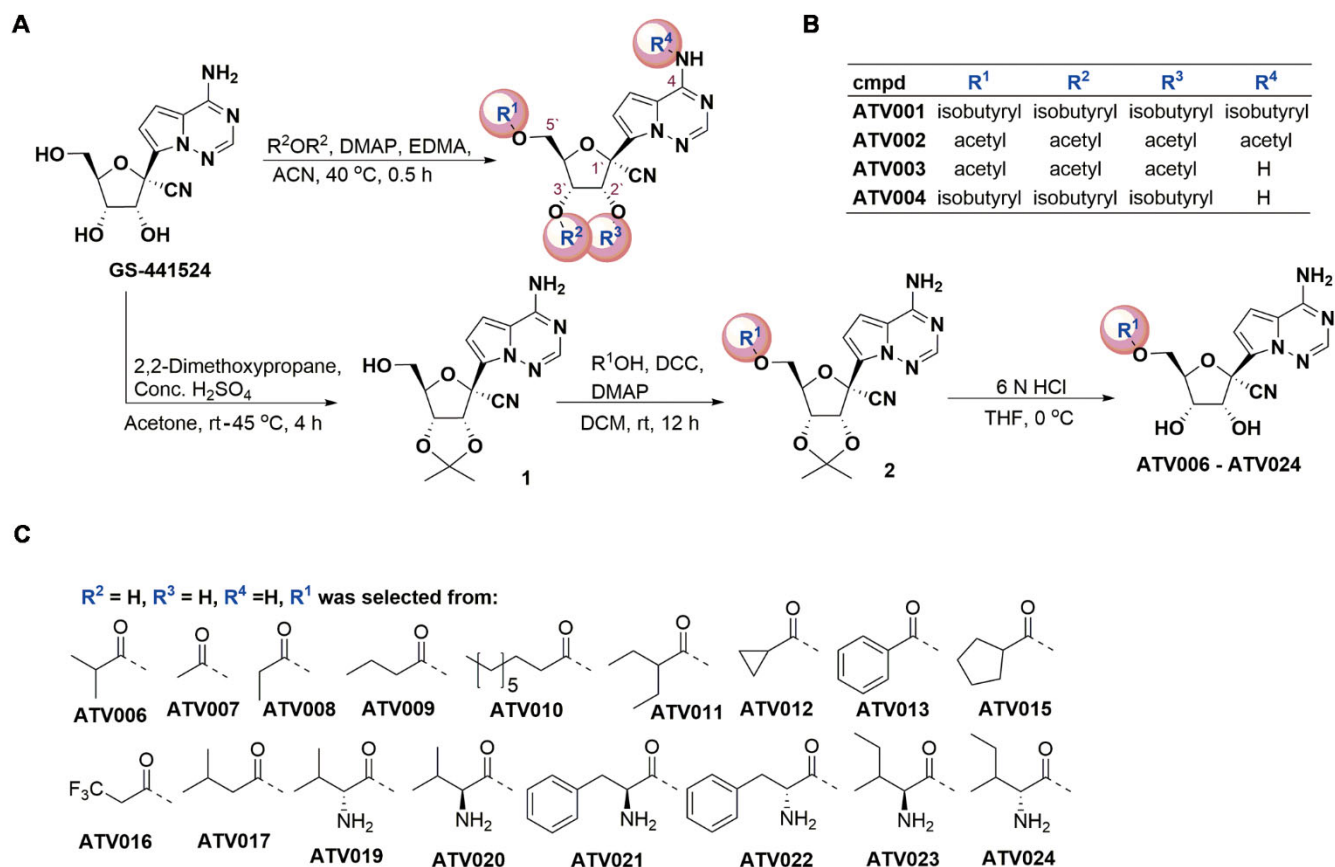 A
NH2
N
N
N
HO
O
CN
HO
OH
GS-441524
R2OR2, DMAP, EDMA,
ACN, 40 °C, 0.5 h
R4
NH
4
N
N
N
R1
O
5`
O
1`
CN
3`
2`
O
O
R2
R3
B
cmpd R1 R2 R3 R4
ATV001 isobutyryl isobutyryl isobutyryl isobutyryl
ATV002 acetyl acetyl acetyl acetyl
ATV003 acetyl acetyl acetyl H
ATV004 isobutyryl isobutyryl isobutyryl H
2,2-Dimethoxypropane,
Conc. H2SO4
Acetone, rt-45 °C, 4 h
NH2
N
N
N
HO
O
CN
O
O
1
R1OH, DCC,
DMAP
DCM, rt, 12 h
NH2
N
N
N
R1
O
O
CN
O
O
2
6 N HCl
THF, 0 °C
NH2
N
N
N
R1
O
O
CN
HO
OH
ATV006 - ATV024
C
R2 = H, R3 = H, R4 =H, R1 was selected from:
O
O
O
O
O
O
O
O
O
5
ATV006 ATV007 ATV008 ATV009 ATV010 ATV011 ATV012 ATV013 ATV015
O
O
O
O
O
O
O
O
F3C
NH2
NH2
NH2
NH2
NH2
NH2
ATV016 ATV017 ATV019 ATV020 ATV021 ATV022 ATV023 ATV024